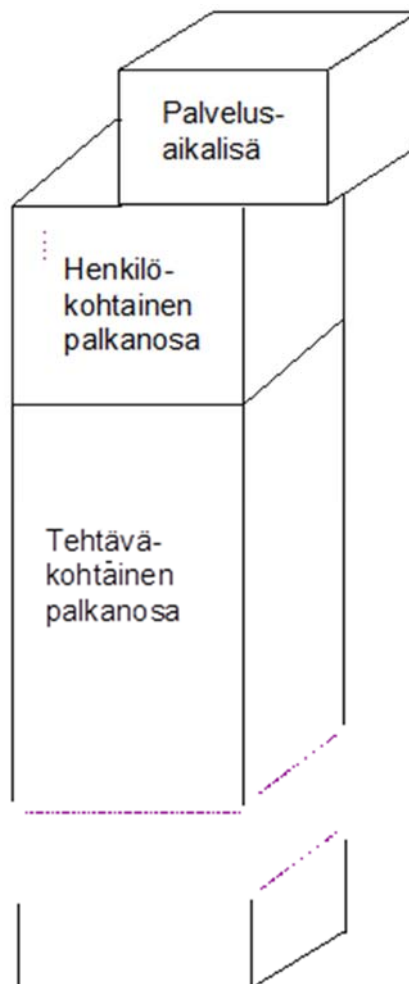 Palvelus-
aikalisä
Henkilö-
kohtainen
palkanosa
Tehtävä-
kohtainen
palkanosa